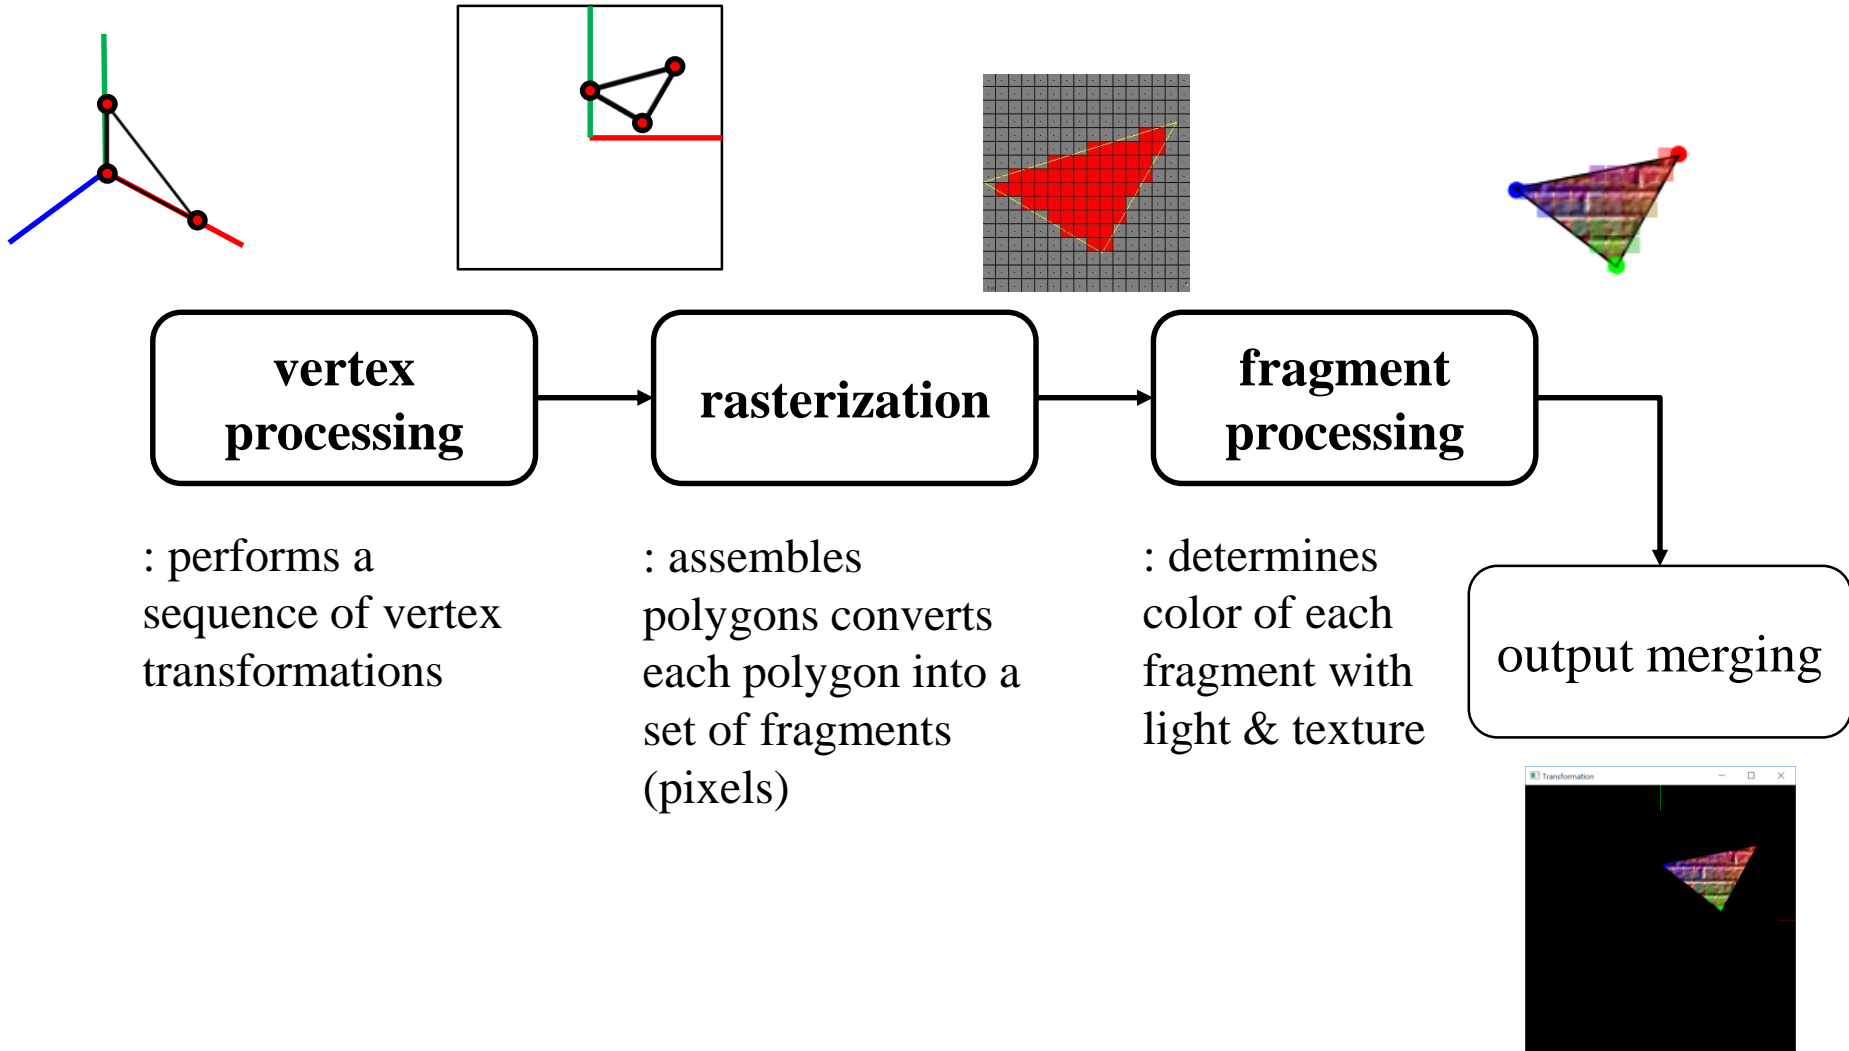 vertex
processing
rasterization
fragment
processing
: performs a
sequence of vertex
transformations
: assembles
polygons converts
each polygon into a
set of fragments
(pixels)
: determines
color of each
fragment with
light & texture
output merging
Transformation